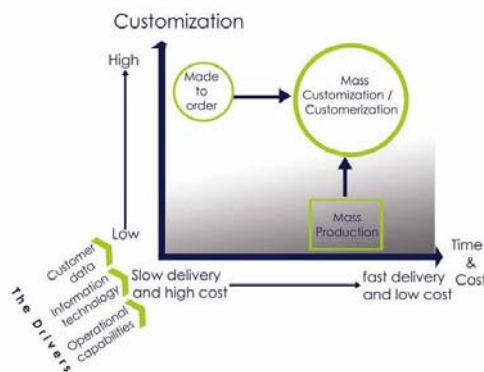 Customization
High
Made
to
order
Mass
Customization /
Customerization
Mass
Production
Low
Time
&
Cost
Slow delivery
and high cost
fast delivery
and low cost
Customer
data
Information
technology
Operational
capabilities
The Drivers